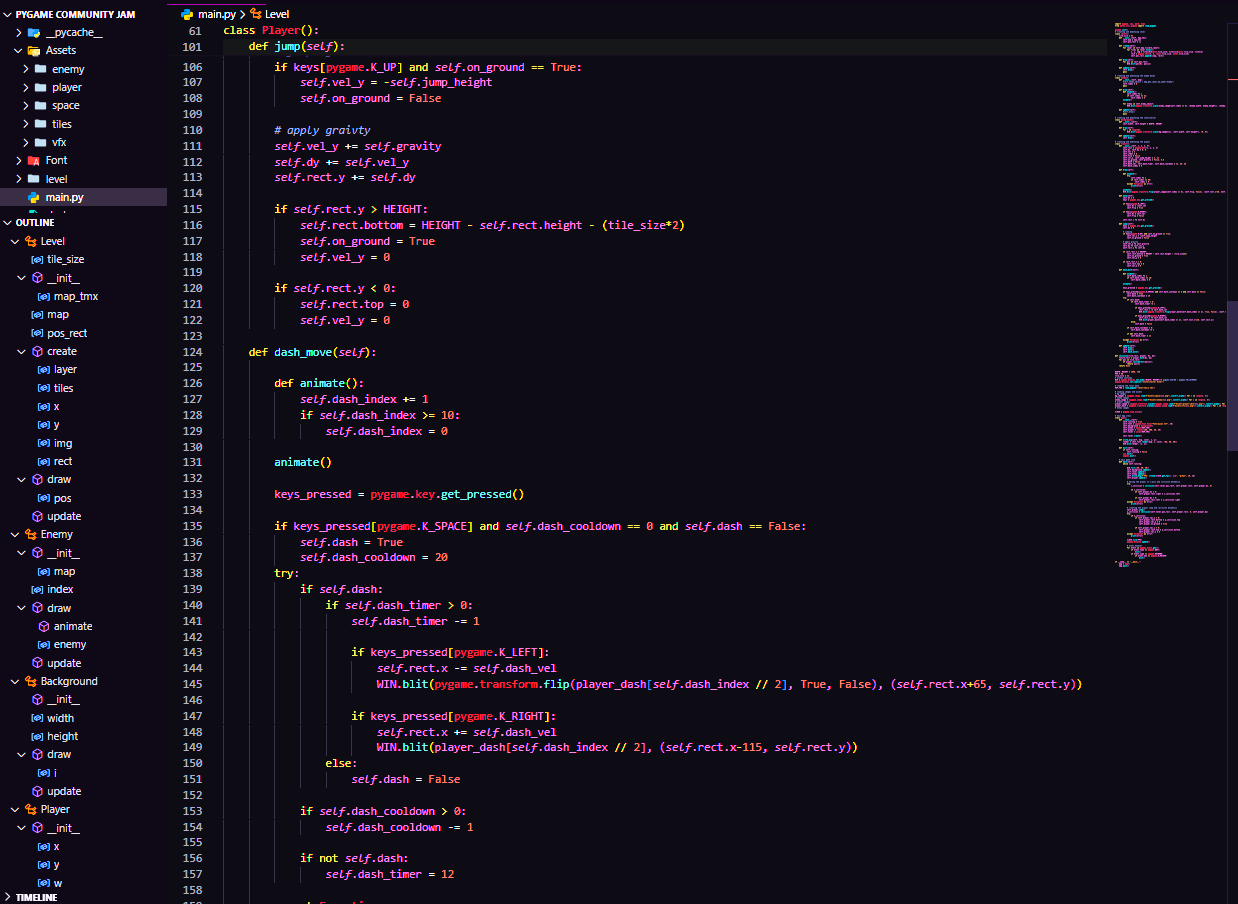 PYGAME COMMUNITY JAM
__pycache__
Assets
enemy
player
space
tiles
vfx
Font
level
main.py
OUTLINE
Level
tile_size
__init__
map_tmx
map
pos_rect
create
layer
tiles
x
y
img
rect
draw
pos
update
Enemy
__init__
map
index
draw
animate
enemy
update
Background
__init__
width
height
draw
i
update
Player
__init__
x
y
w
TIMELINE
main.py > Level
61 class Player():
101 def jump(self):
106 if keys[pygame.K_UP] and self.on_ground == True:
107 self.vel_y = -self.jump_height
108 self.on_ground = False
109
110 # apply graivty
111 self.vel_y += self.gravity
112 self.dy += self.vel_y
113 self.rect.y += self.dy
114
115 if self.rect.y > HEIGHT:
116 self.rect.bottom = HEIGHT - self.rect.height - (tile_size*2)
117 self.on_ground = True
118 self.vel_y = 0
119
120 if self.rect.y < 0:
121 self.rect.top = 0
122 self.vel_y = 0
123
124 def dash_move(self):
125
126 def animate():
127 self.dash_index += 1
128 if self.dash_index >= 10:
129 self.dash_index = 0
130
131 animate()
132
133 keys_pressed = pygame.key.get_pressed()
134
135 if keys_pressed[pygame.K_SPACE] and self.dash_cooldown == 0 and self.dash == False:
136 self.dash = True
137 self.dash_cooldown = 20
138 try:
139 if self.dash:
140 if self.dash_timer > 0:
141 self.dash_timer -= 1
142
143 if keys_pressed[pygame.K_LEFT]:
144 self.rect.x -= self.dash_vel
145 WIN.blit(pygame.transform.flip(player_dash[self.dash_index // 2], True, False), (self.rect.x+65, self.rect.y))
146
147 if keys_pressed[pygame.K_RIGHT]:
148 self.rect.x += self.dash_vel
149 WIN.blit(player_dash[self.dash_index // 2], (self.rect.x-115, self.rect.y))
150 else:
151 self.dash = False
152
153 if self.dash_cooldown > 0:
154 self.dash_cooldown -= 1
155
156 if not self.dash:
157 self.dash_timer = 12
158